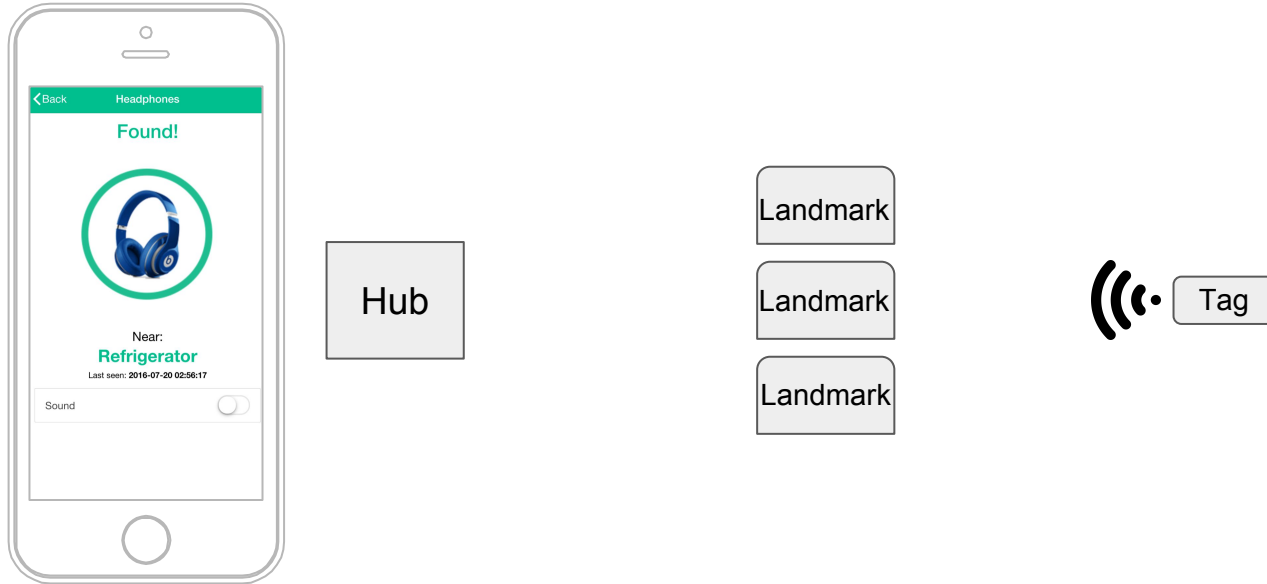 Back
Headphones
Found!
Near:
Refrigerator
Last seen: 2016-07-20 02:56:17
Sound
Hub
Landmark
Landmark
Landmark
Tag